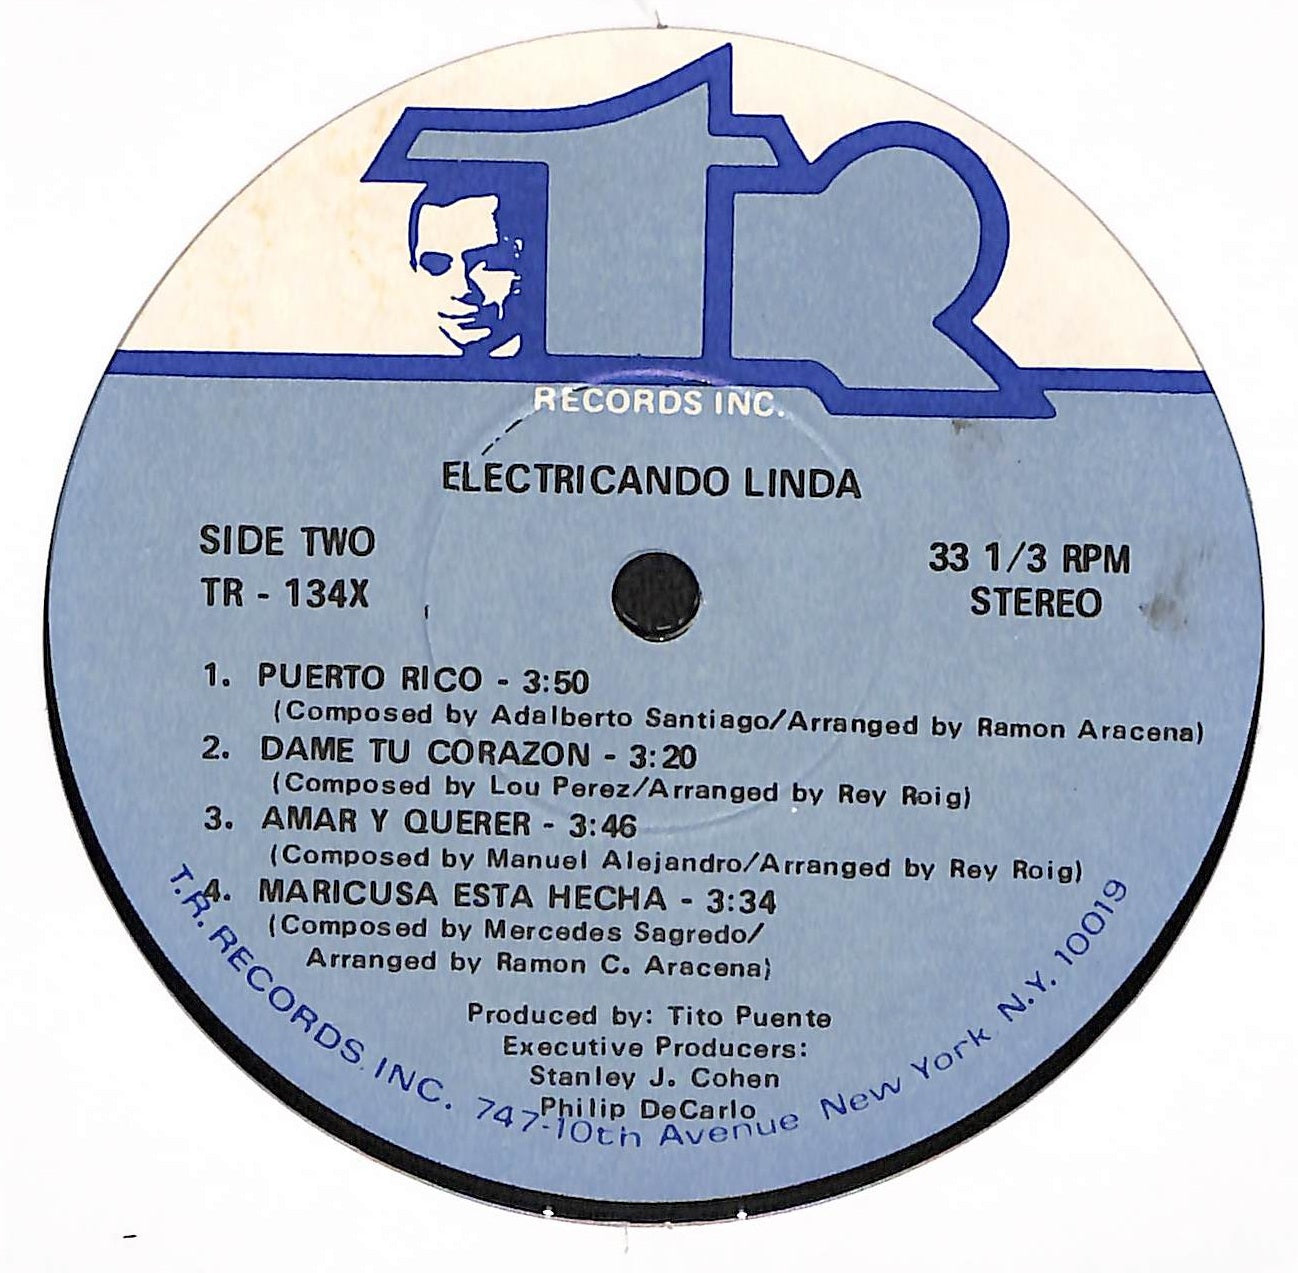 TR
RECORDS INC.
ELECTRICANDO LINDA
SIDE TWO
TR - 134X
33 1/3 RPM
STEREO
1. PUERTO RICO - 3:50
(Composed by Adalberto Santiago/Arranged by Ramon Aracena)
2. DAME TU CORAZON - 3:20
(Composed by Lou Perez/Arranged by Rey Roig)
3. AMAR Y QUERER - 3:46
(Composed by Manuel Alejandro/Arranged by Rey Roig)
4. MARICUSA ESTA HECHA - 3:34
(Composed by Mercedes Sagredo/
Arranged by Ramon C. Aracena)
Produced by: Tito Puente
Executive Producers:
Stanley J. Cohen
Philip DeCarlo
T.R. RECORDS INC. 747-10th Avenue New York N.Y. 10019